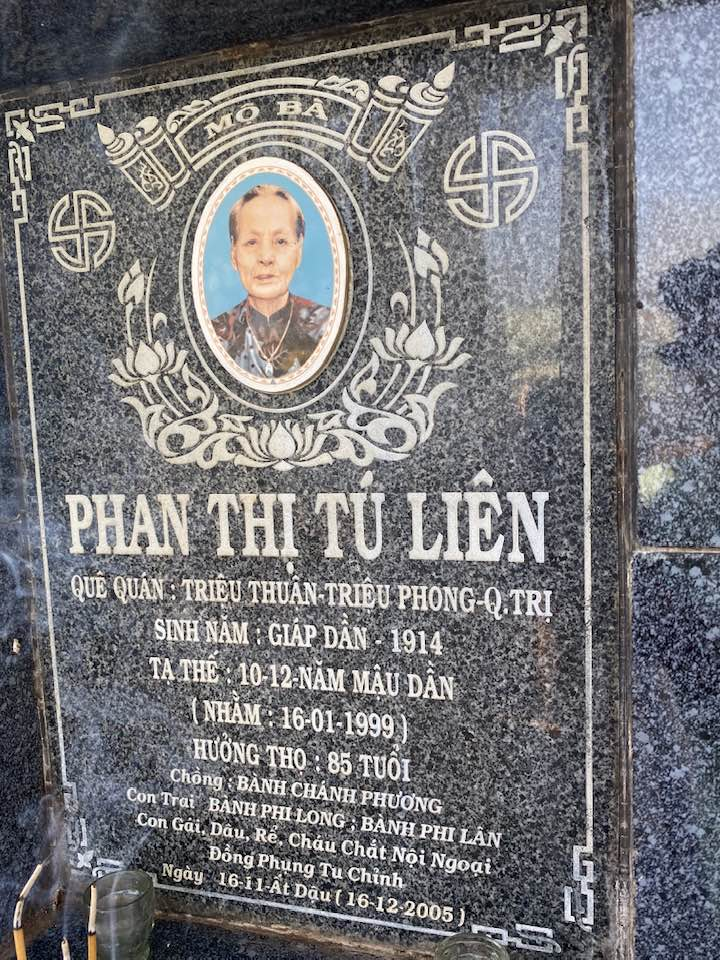 MỘ BÀ
PHAN THỊ TÚ LIÊN
QUÊ QUÁN : TRIỆU THUẬN-TRIỆU PHONG-Q.TRỊ
SINH NĂM : GIÁP DẦN - 1914
TẠ THẾ : 10-12-NĂM MẬU DẦN
( NHẰM : 16-01-1999 )
HƯỞNG THỌ : 85 TUỔI
Chồng : BÀNH CHÁNH PHƯƠNG
Con Trai BÀNH PHI LONG ; BÀNH PHI LÂN
Con Gái, Dâu, Rể, Cháu Chắt Nội Ngoại
Đồng Phụng Tu Chỉnh
Ngày 16-11-Ất Dậu ( 16-12-2005 )